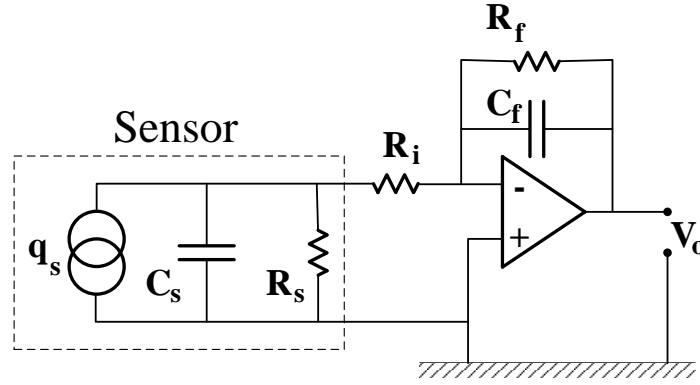 R_f
C_f
Sensor
R_i
-
+
q_s
C_s
R_s
V_o